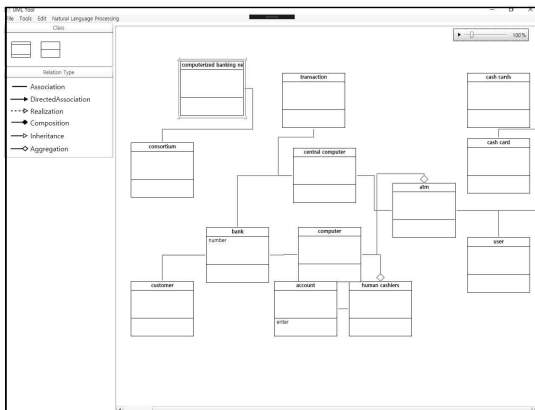 UML Tool
File Tools Edit Natural Language Processing
Class
Relation Type
Association
DirectedAssociation
Realization
Composition
Inheritance
Aggregation
100%
computerized banking ne
transaction
cash cards
consortium
central computer
cash card
atm
bank
number
computer
user
customer
account
enter
human cashiers